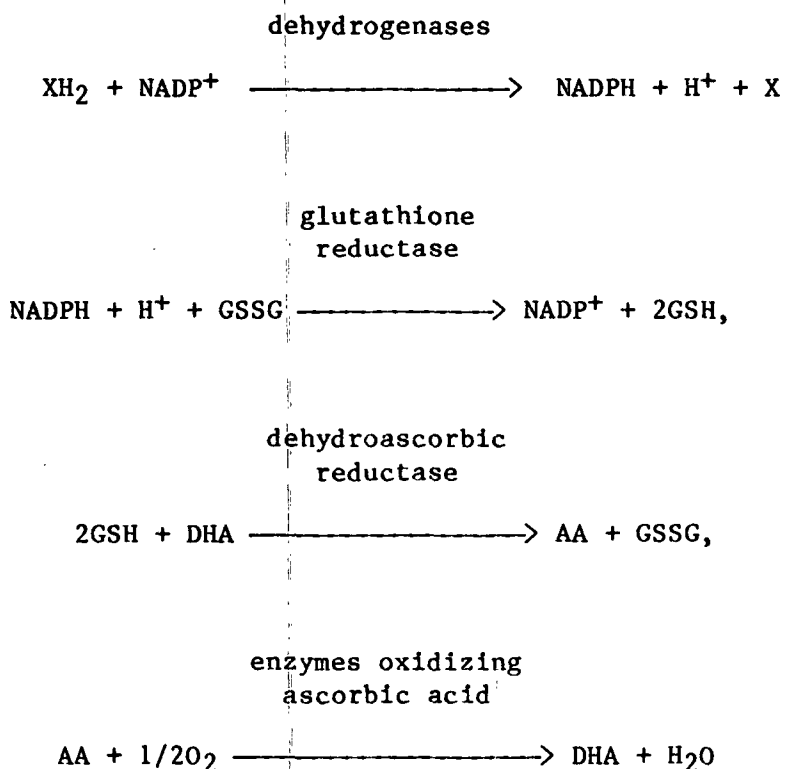 dehydrogenases
XH2 + NADP+ ⟶ NADPH + H+ + X
glutathione
reductase
NADPH + H+ + GSSG ⟶ NADP+ + 2GSH,
dehydroascorbic
reductase
2GSH + DHA ⟶ AA + GSSG,
enzymes oxidizing
ascorbic acid
AA + 1/2O2 ⟶ DHA + H2O